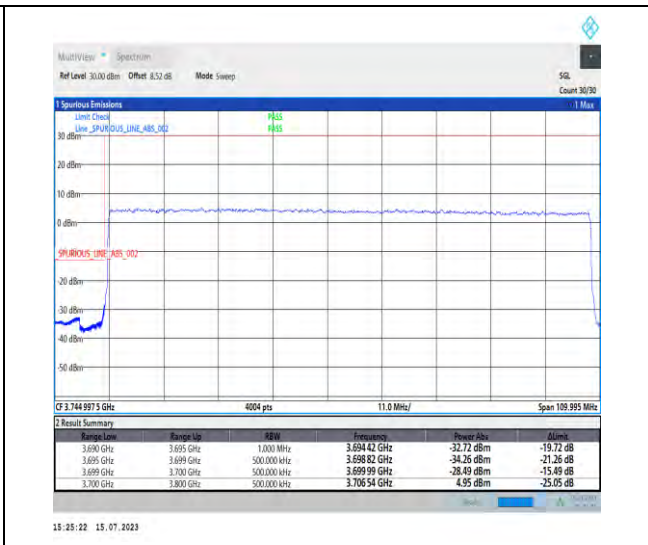 MultiView Spectrum
Ref Level 30.00 dBm Offset 8.52 dB Mode Sweep SGL
Count 30/30
1 Spurious Emissions 1 Max
Limit Check PASS
Line _SPURIOUS_LINE_ABS_002 PASS
30 dBm
20 dBm
10 dBm
0 dBm
_SPURIOUS_LINE_ABS_002
-20 dBm
-30 dBm
-40 dBm
-50 dBm
CF 3.744 997 5 GHz 4004 pts 11.0 MHz/ Span 109.995 MHz
2 Result Summary
Range Low Range Up RBW Frequency Power Abs ΔLimit
3.690 GHz 3.695 GHz 1.000 MHz 3.694 42 GHz -32.72 dBm -19.72 dB
3.695 GHz 3.699 GHz 500.000 kHz 3.698 82 GHz -34.26 dBm -21.26 dB
3.699 GHz 3.700 GHz 500.000 kHz 3.699 99 GHz -28.49 dBm -15.49 dB
3.700 GHz 3.800 GHz 500.000 kHz 3.706 54 GHz 4.95 dBm -25.05 dB
Ready
15:25:22 15.07.2023